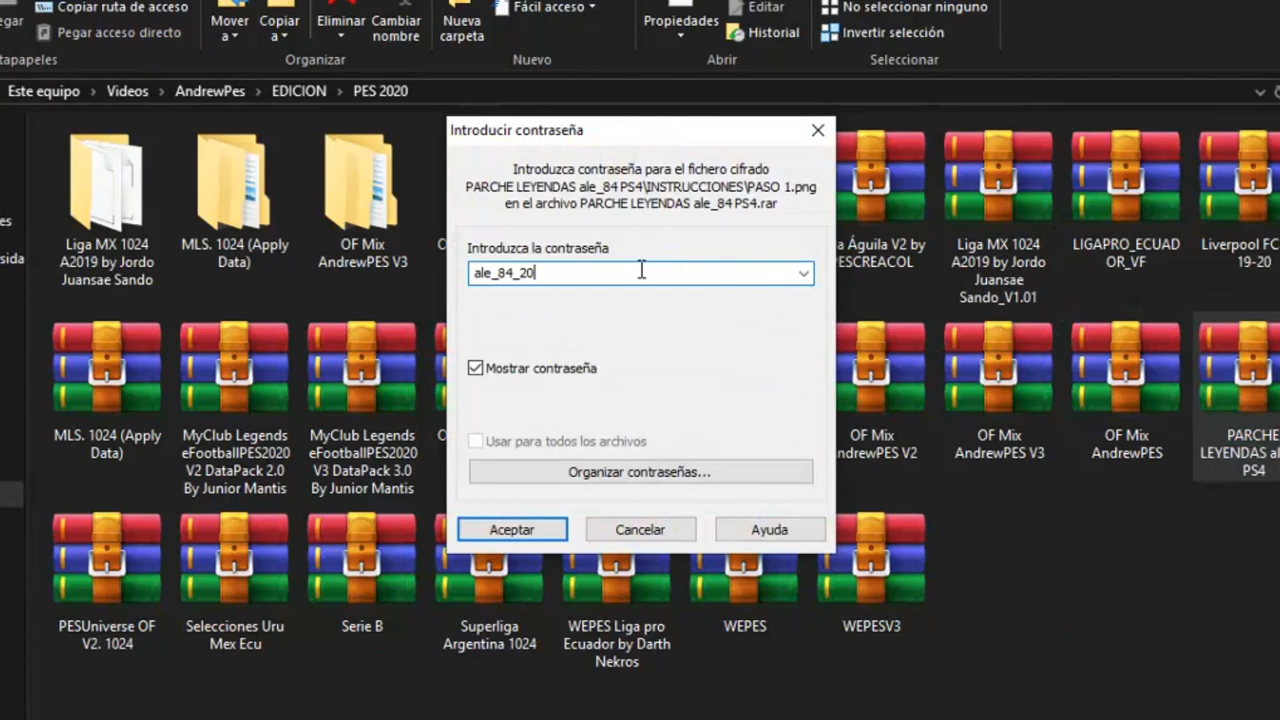 Copiar ruta de acceso
Pegar acceso directo
Mover a
Copiar a
Eliminar
Cambiar nombre
Nueva carpeta
Fácil acceso
Propiedades
Editar
Historial
No seleccionar ninguno
Invertir selección
Organizar
Nuevo
Abrir
Seleccionar
Este equipo > Videos > AndrewPes > EDICION > PES 2020
Introducir contraseña
Introduzca contraseña para el fichero cifrado
PARCHE LEYENDAS ale_84 PS4\INSTRUCCIONES\PASO 1.png
en el archivo PARCHE LEYENDAS ale_84 PS4.rar
Introduzca la contraseña
ale_84_20
Mostrar contraseña
Usar para todos los archivos
Organizar contraseñas...
Aceptar
Cancelar
Ayuda
Liga MX 1024
A2019 by Jordo
Juansae Sando
MLS. 1024 (Apply
Data)
OF Mix
AndrewPES V3
Águila V2 by
PESCREACOL
Liga MX 1024
A2019 by Jordo
Juansae
Sando_V1.01
LIGAPRO_ECUAD
OR_VF
Liverpool FC
19-20
MLS. 1024 (Apply
Data)
MyClub Legends
eFootballPES2020
V2 DataPack 2.0
By Junior Mantis
MyClub Legends
eFootballPES2020
V3 DataPack 3.0
By Junior Mantis
OF Mix
AndrewPES V2
OF Mix
AndrewPES V3
OF Mix
AndrewPES
PARCHE
LEYENDAS
PS4
PESUniverse OF
V2. 1024
Selecciones Uru
Mex Ecu
Serie B
Superliga
Argentina 1024
WEPES Liga pro
Ecuador by Darth
Nekros
WEPES
WEPESV3